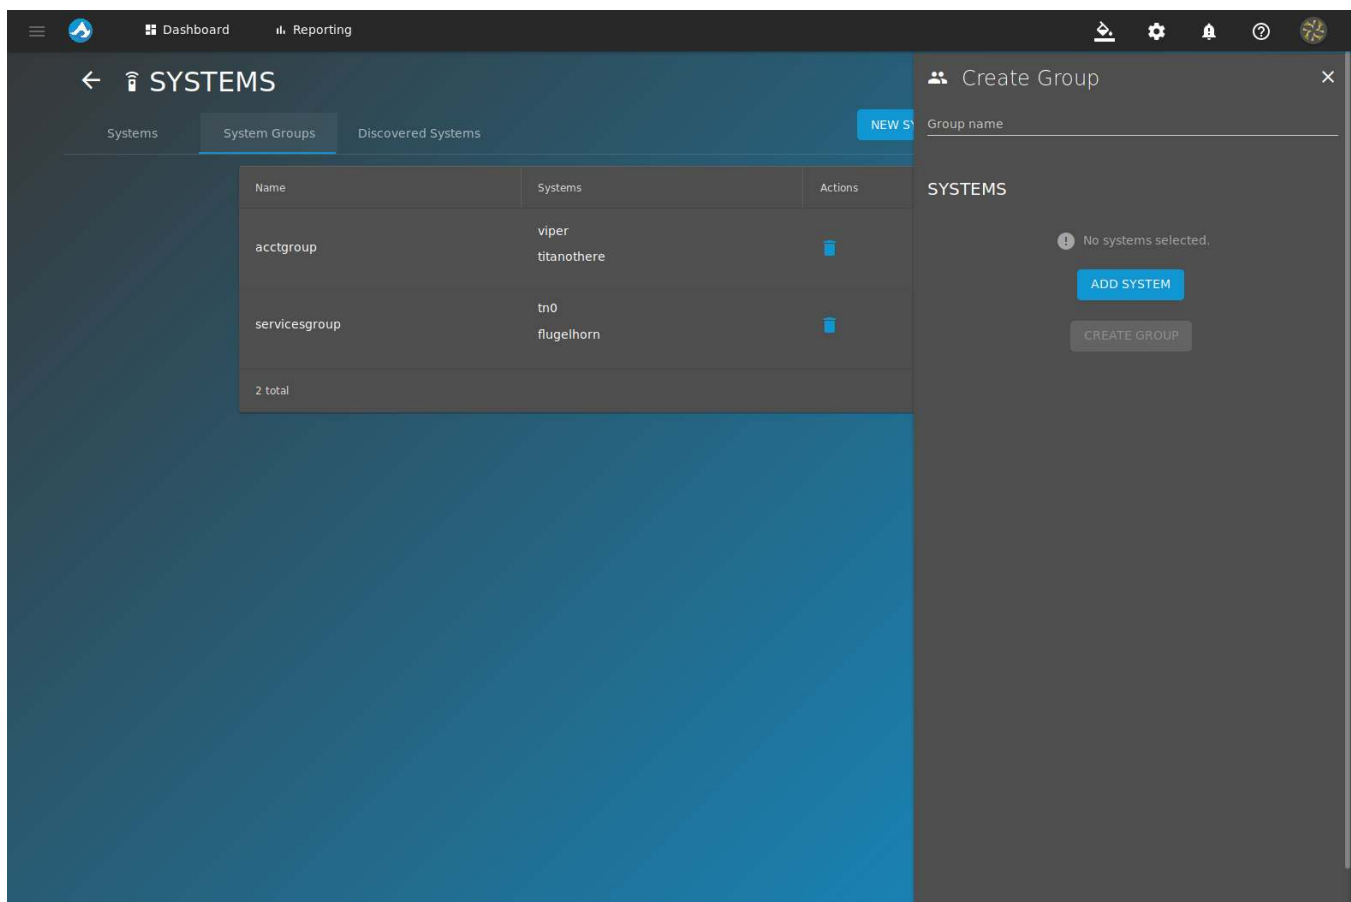 Dashboard
Reporting
SYSTEMS
Systems
System Groups
Discovered Systems
NEW
Name
Systems
Actions
acctgroup
viper
titanothere
servicesgroup
tn0
flugelhorn
2 total
Create Group
Group name
SYSTEMS
No systems selected.
ADD SYSTEM
CREATE GROUP